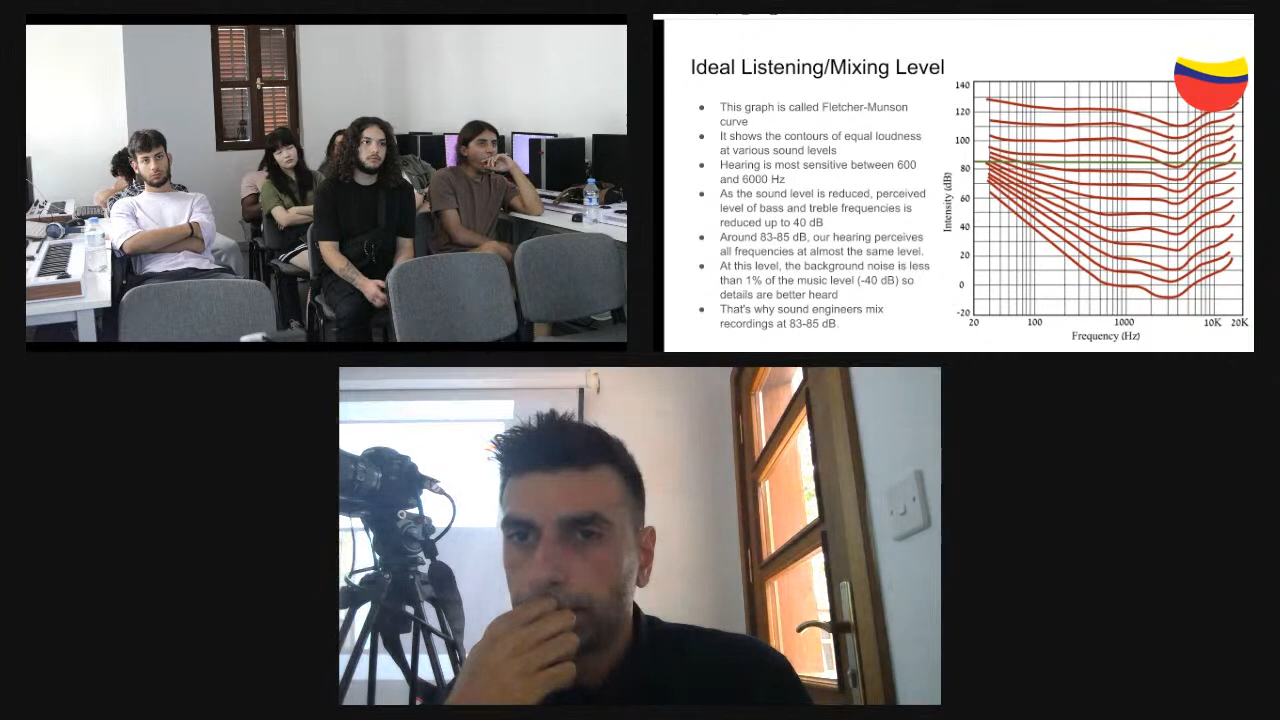 Ideal Listening/Mixing Level
This graph is called Fletcher-Munson
curve
It shows the contours of equal loudness
at various sound levels
Hearing is most sensitive between 600
and 6000 Hz
As the sound level is reduced, perceived
level of bass and treble frequencies is
reduced up to 40 dB
Around 83-85 dB, our hearing perceives
all frequencies at almost the same level.
At this level, the background noise is less
than 1% of the music level (-40 dB) so
details are better heard
That's why sound engineers mix
recordings at 83-85 dB.
140
120
100
80
60
40
20
0
-20
Intensity (dB)
20
100
1000
10K
20K
Frequency (Hz)